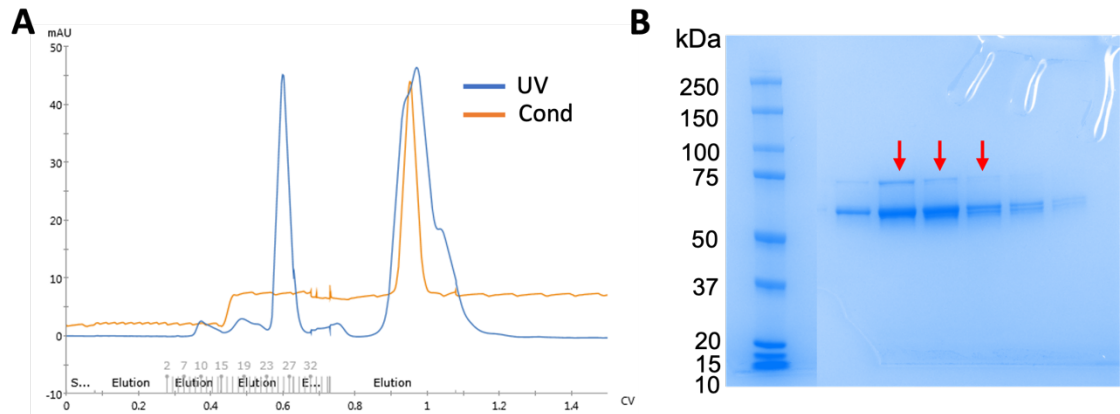 A
mAU
50
40
30
20
10
0
-10
UV
Cond
2 7 10 15 19 23 27 32
S... Elution Elution Elution E... Elution
0 0.2 0.4 0.6 0.8 1 1.2 1.4 CV
B
kDa
250
150
100
75
50
37
20
15
10